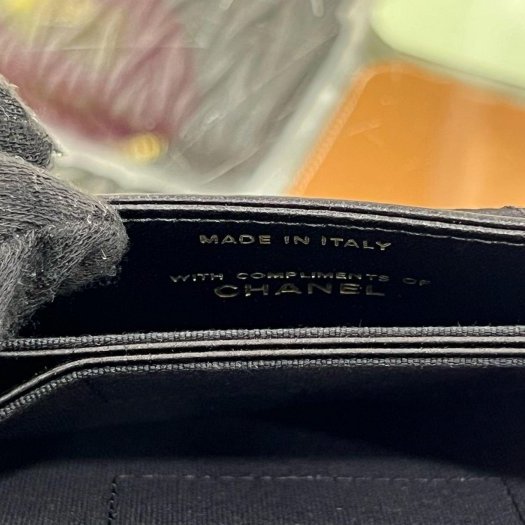 MADE IN ITALY
WITH COMPLIMENTS OF
CHANEL